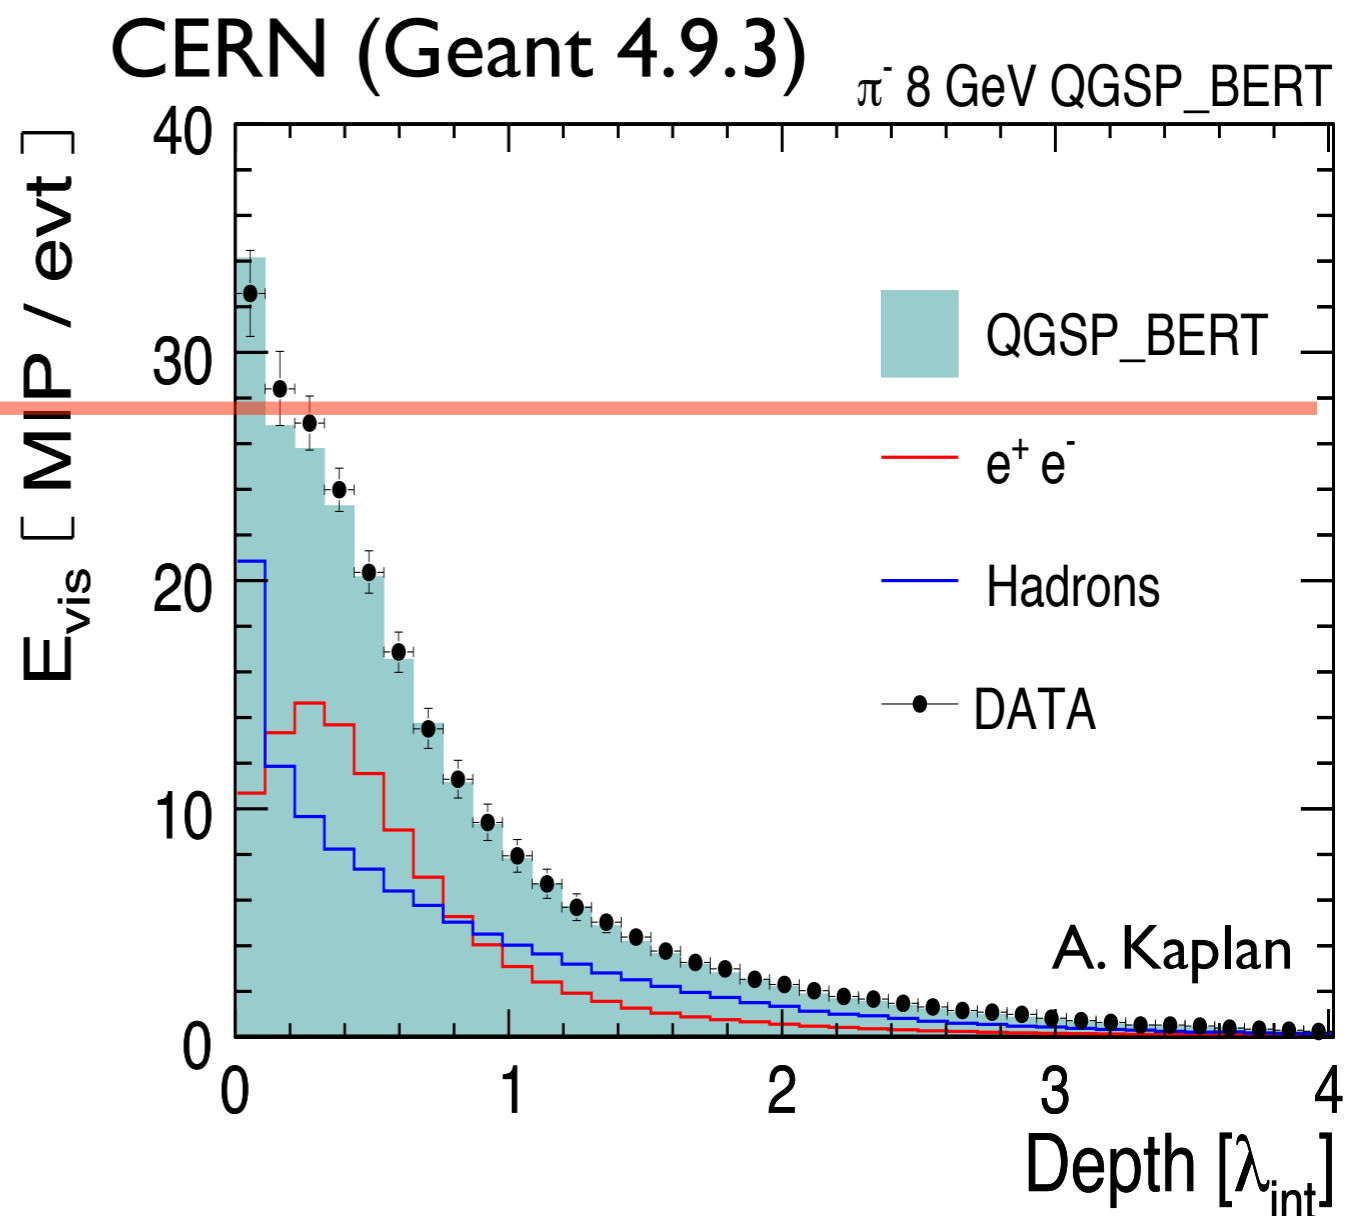 CERN (Geant 4.9.3)
π⁻ 8 GeV QGSP_BERT
E_vis [ MIP / evt ]
40
30
20
10
0
QGSP_BERT
e⁺ e⁻
Hadrons
DATA
A. Kaplan
0 1 2 3 4
Depth [λ_int]